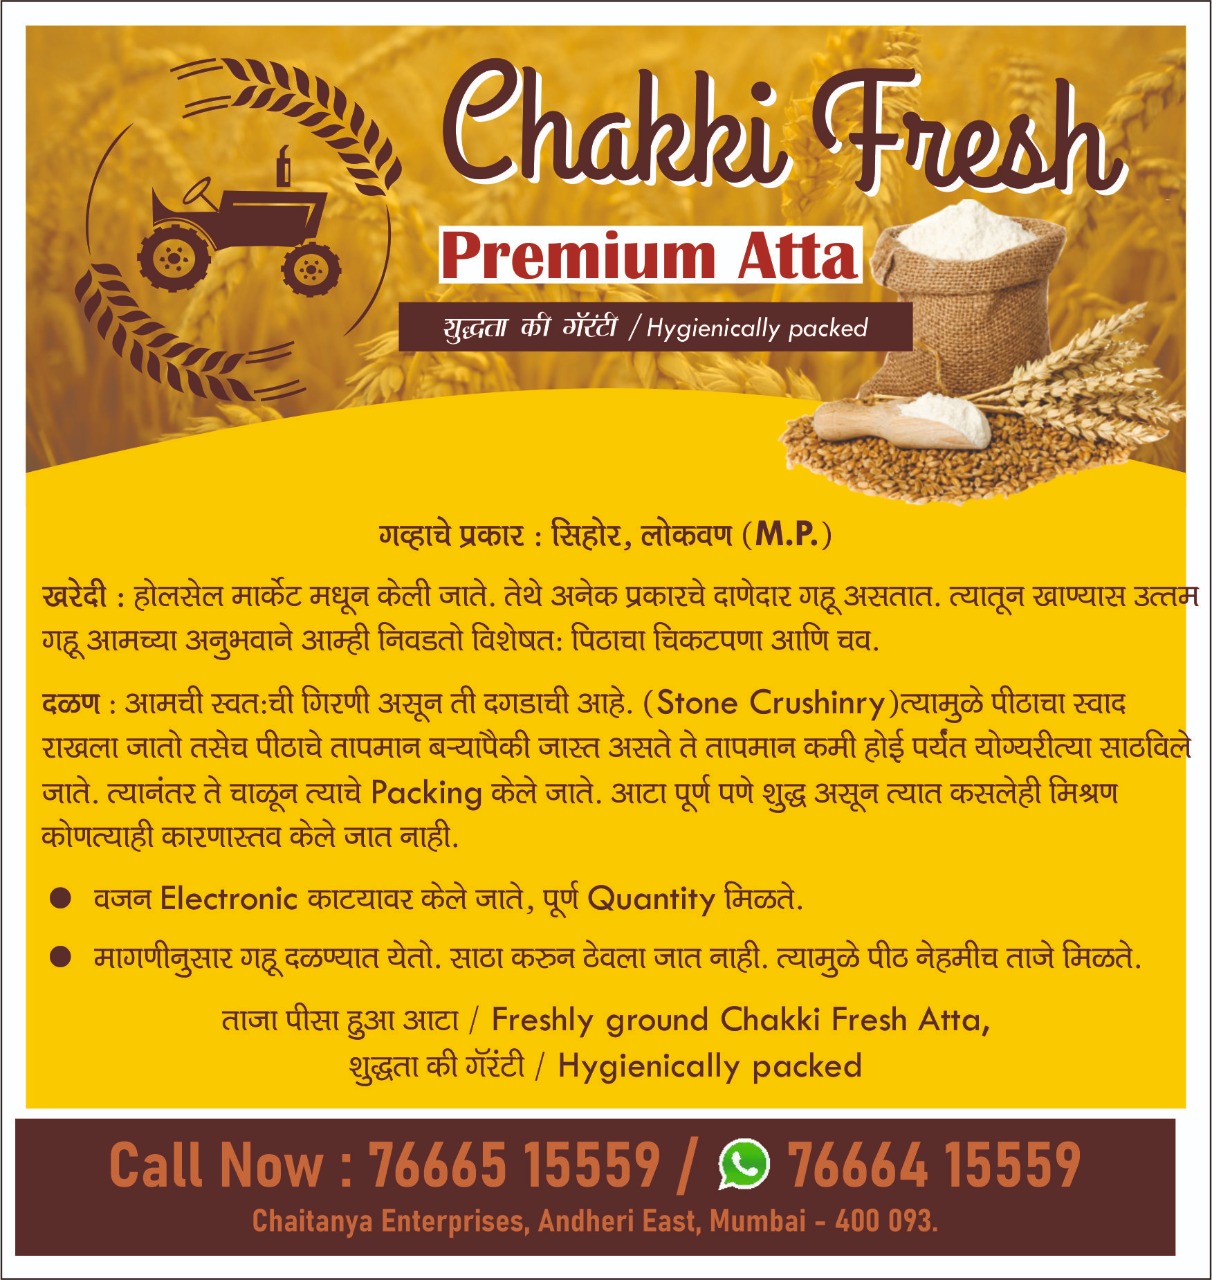 Chakki Fresh
Premium Atta
शुद्धता की गॅरंटी / Hygienically packed
गव्हाचे प्रकार : सिहोर, लोकवण (M.P.)
खरेदी : होलसेल मार्केट मधून केली जाते. तेथे अनेक प्रकारचे दाणेदार गहू असतात. त्यातून खाण्यास उत्तम
गहू आमच्या अनुभवाने आम्ही निवडतो विशेषत: पिठाचा चिकटपणा आणि चव.
दळण : आमची स्वत:ची गिरणी असून ती दगडाची आहे. (Stone Crushinry)त्यामुळे पीठाचा स्वाद
राखला जातो तसेच पीठाचे तापमान बऱ्यापैकी जास्त असते ते तापमान कमी होई पर्यंत योग्यरीत्या साठविले
जाते. त्यानंतर ते चाळून त्याचे Packing केले जाते. आटा पूर्ण पणे शुद्ध असून त्यात कसलेही मिश्रण
कोणत्याही कारणास्तव केले जात नाही.
● वजन Electronic काटयावर केले जाते, पूर्ण Quantity मिळते.
● मागणीनुसार गहू दळण्यात येतो. साठा करुन ठेवला जात नाही. त्यामुळे पीठ नेहमीच ताजे मिळते.
ताजा पीसा हुआ आटा / Freshly ground Chakki Fresh Atta,
शुद्धता की गॅरंटी / Hygienically packed
Call Now : 76665 15559 / 76664 15559
Chaitanya Enterprises, Andheri East, Mumbai - 400 093.